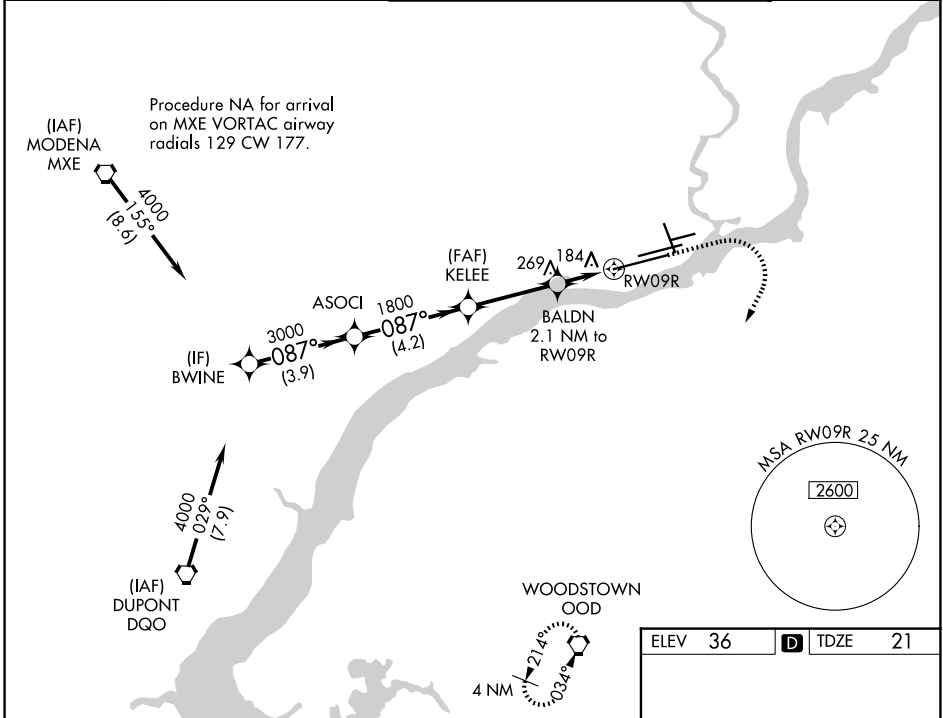 Procedure NA for arrival
on MXE VORTAC airway
radials 129 CW 177.
(IAF)
MODENA
MXE
4000
155°
(8.6)
(FAF)
KELEE
269
184
RW09R
ASOCI
1800
087°
(4.2)
BALDN
2.1 NM to
RW09R
(IF)
BWINE
3000
087°
(3.9)
MSA RW09R 25 NM
2600
4000
029°
(7.9)
(IAF)
DUPONT
DQO
WOODSTOWN
OOD
214°
034°
4 NM
ELEV 36 D TDZE 21